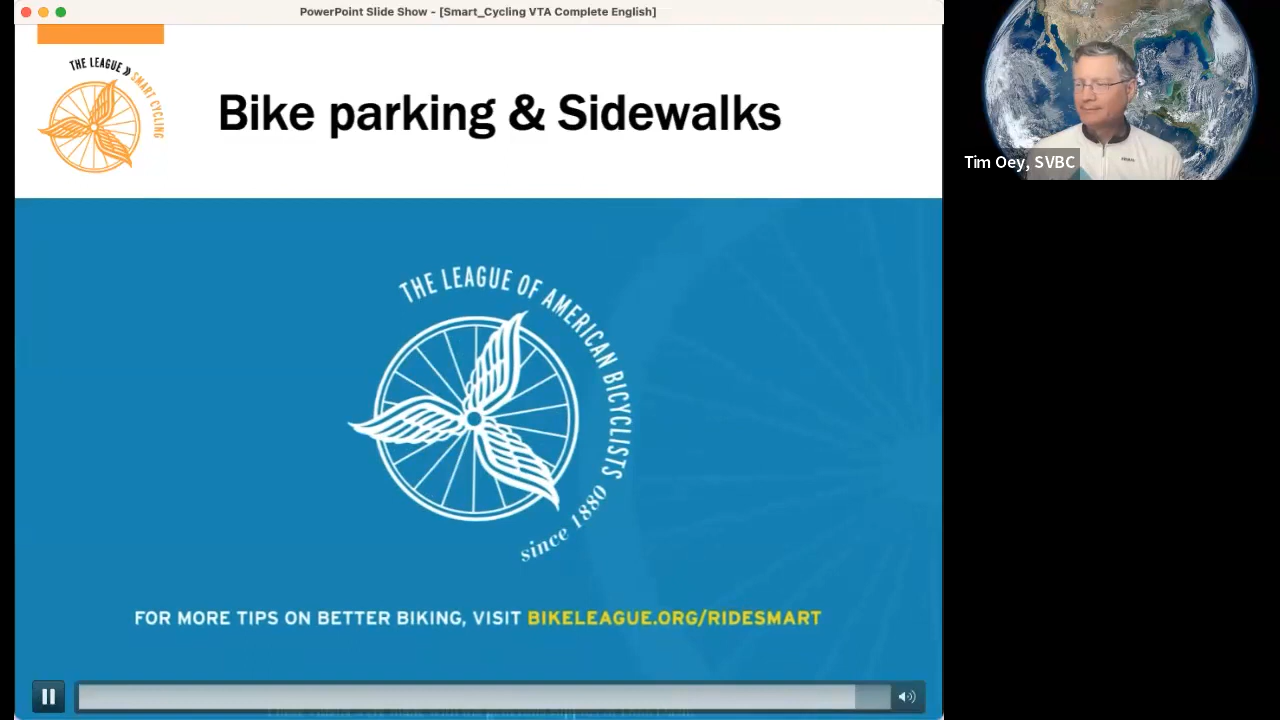 PowerPoint Slide Show - [Smart_Cycling VTA Complete English]
THE LEAGUE
SMART CYCLING
Bike parking & Sidewalks
Tim Oey, SVBC
THE LEAGUE OF AMERICAN BICYCLISTS
since 1880
FOR MORE TIPS ON BETTER BIKING, VISIT BIKELEAGUE.ORG/RIDESMART